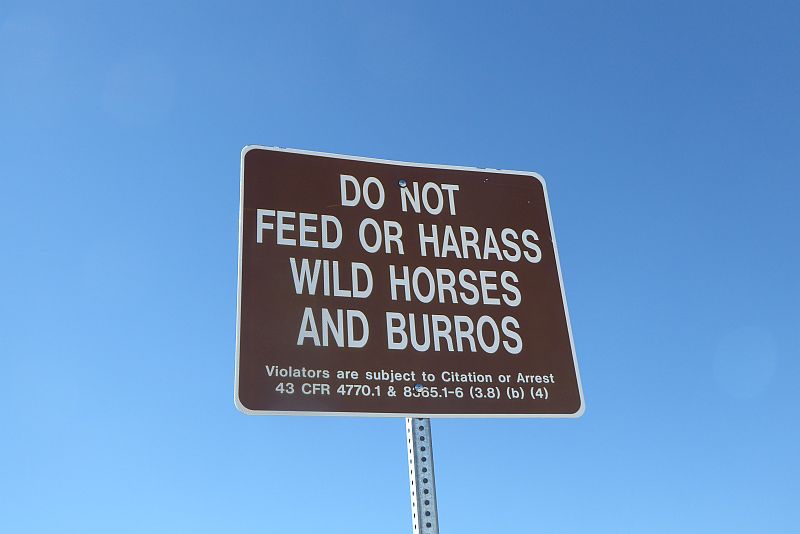 DO NOT
FEED OR HARASS
WILD HORSES
AND BURROS
Violators are subject to Citation or Arrest
43 CFR 4770.1 & 8365.1-6 (3.8) (b) (4)